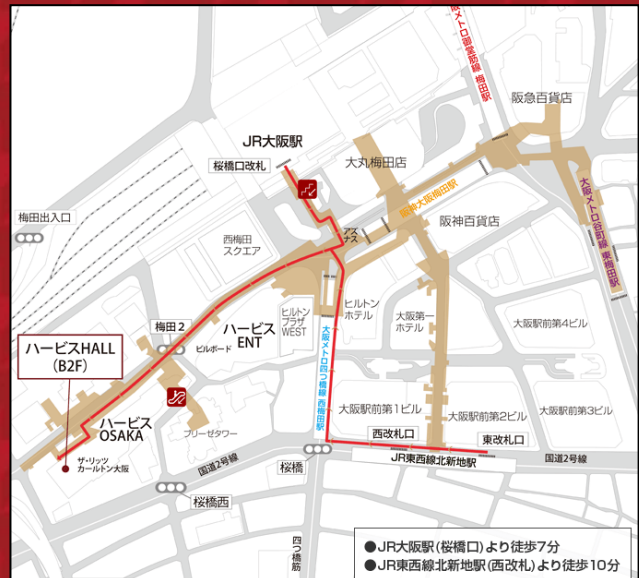 阪メトロ御堂筋線 梅田駅
阪急百貨店
JR大阪駅
桜橋口改札
大丸梅田店
阪神大阪梅田駅
大阪メトロ谷町線 東梅田駅
梅田出入口
西梅田
スクエア
アズ
ナス
阪神百貨店
ヒルトン
プラザ
WEST
ヒルトン
ホテル
大阪第一
ホテル
大阪駅前第4ビル
梅田2
ハービス
ENT
ビルボード
ハービスHALL
(B2F)
大阪メトロ四つ橋線 西梅田駅
ハービス
OSAKA
ブリーゼタワー
大阪駅前第1ビル
大阪駅前第2ビル
大阪駅前第3ビル
西改札口
東改札口
ザ・リッツ
カールトン大阪
国道2号線
桜橋
JR東西線北新地駅
国道2号線
桜橋西
四つ橋筋
●JR大阪駅(桜橋口)より徒歩7分
●JR東西線北新地駅(西改札)より徒歩10分